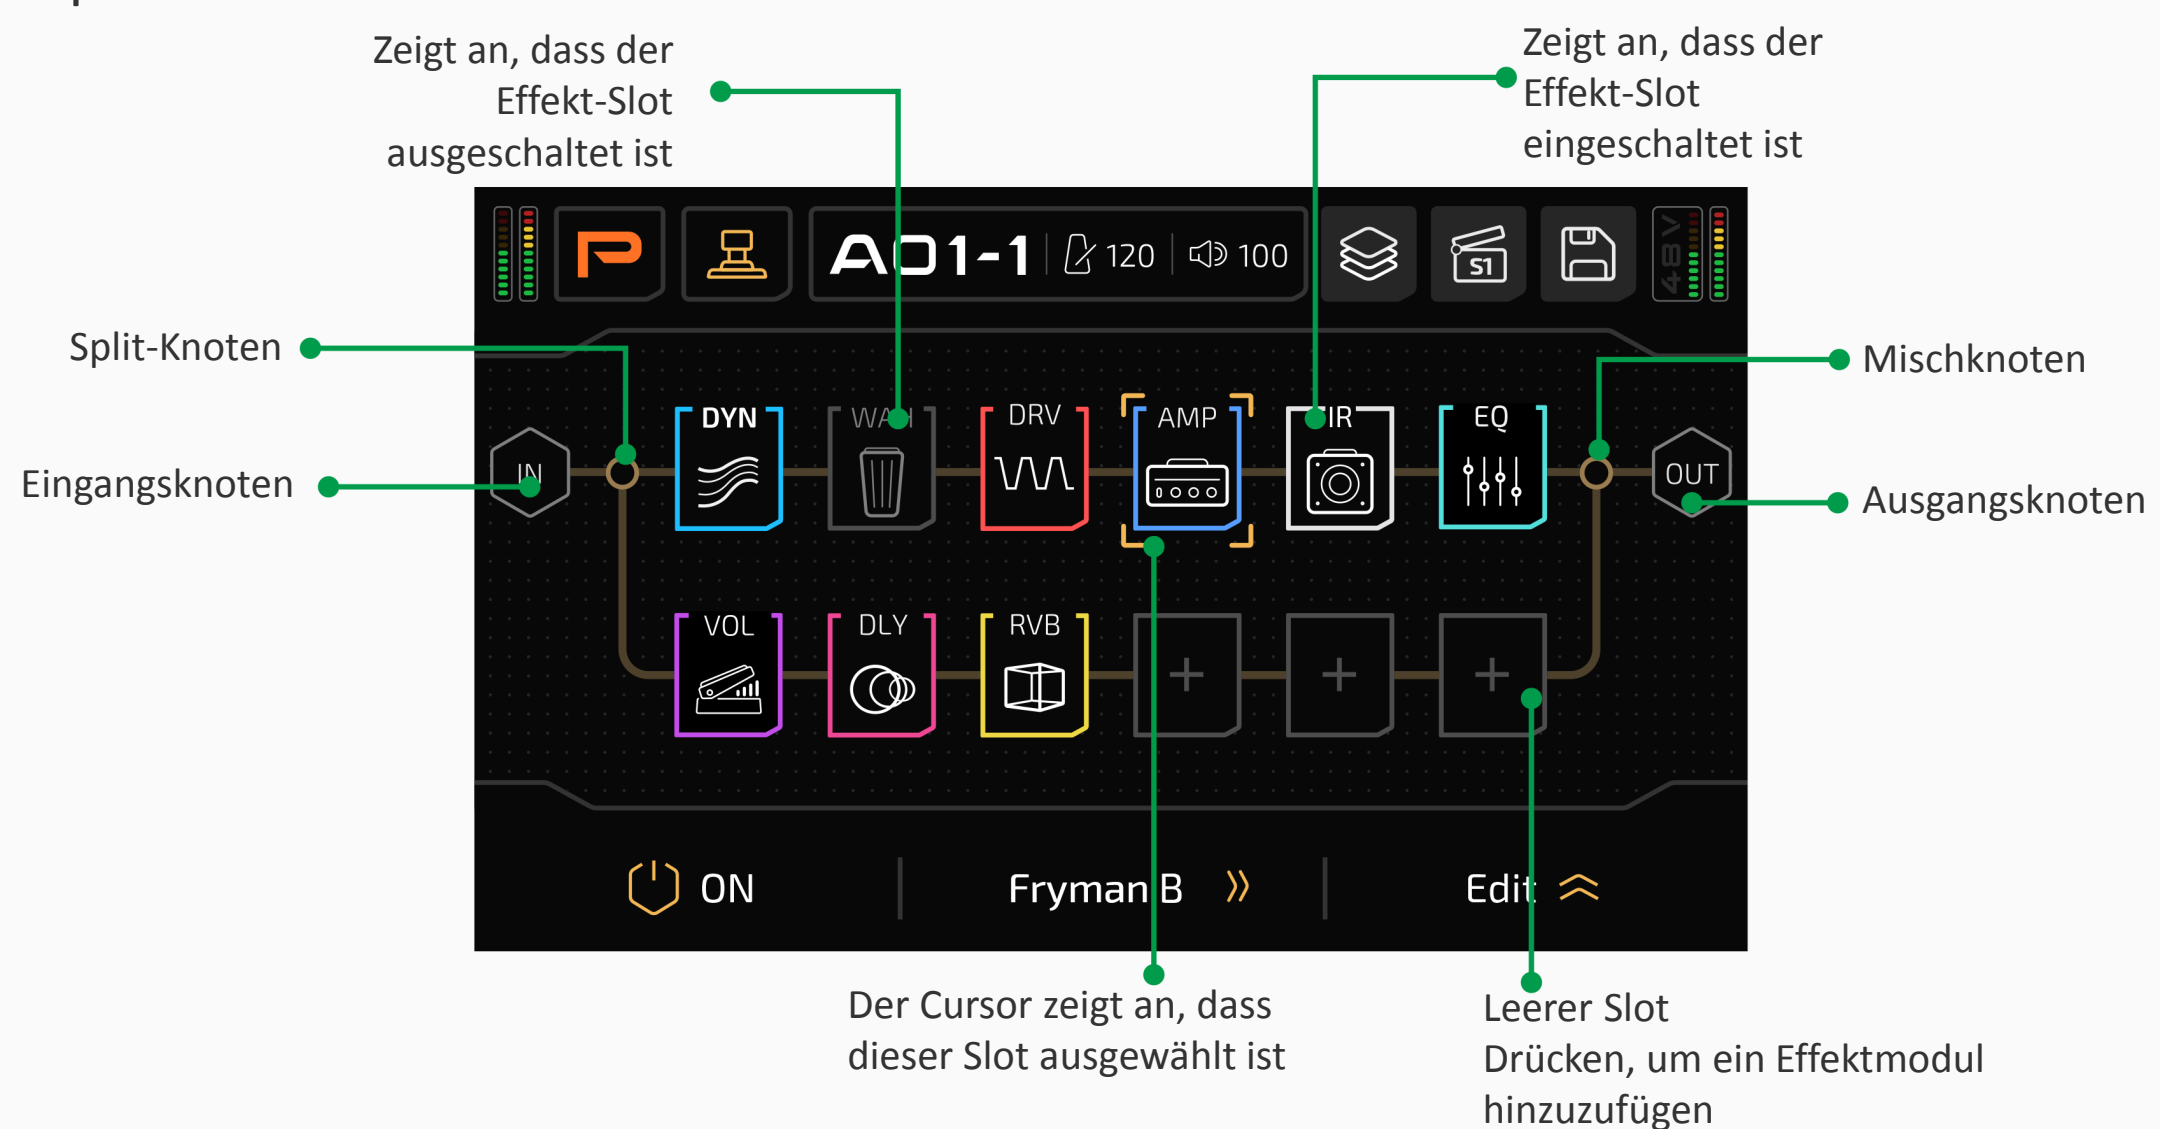 Zeigt an, dass der
Effekt-Slot
ausgeschaltet ist
Zeigt an, dass der
Effekt-Slot
eingeschaltet ist
A01-1 120 100 S1 48V
Split-Knoten
Mischknoten
DYN WAH DRV AMP IR EQ
Eingangsknoten
IN
OUT
Ausgangsknoten
VOL DLY RVB
+ + +
ON Fryman B Edit
Der Cursor zeigt an, dass
dieser Slot ausgewählt ist
Leerer Slot
Drücken, um ein Effektmodul
hinzuzufügen